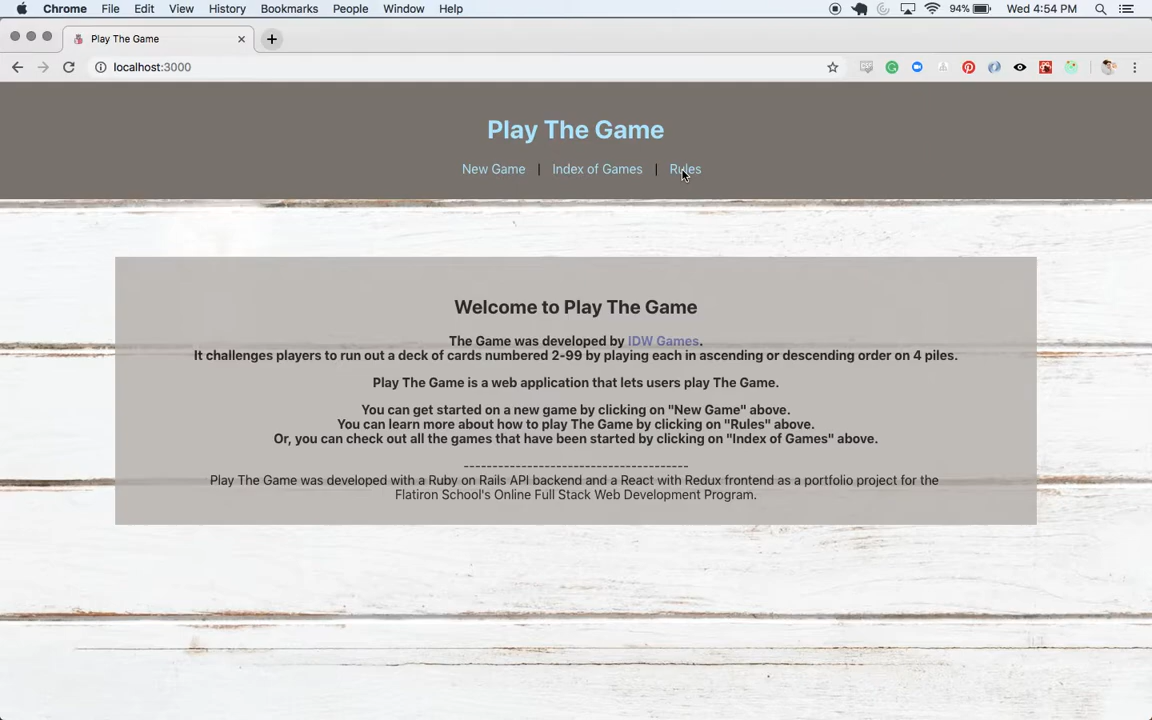 Chrome File Edit View History Bookmarks People Window Help 94% Wed 4:54 PM
Play The Game
localhost:3000
Play The Game
New Game | Index of Games | Rules
Welcome to Play The Game
The Game was developed by IDW Games.
It challenges players to run out a deck of cards numbered 2-99 by playing each in ascending or descending order on 4 piles.
Play The Game is a web application that lets users play The Game.
You can get started on a new game by clicking on "New Game" above.
You can learn more about how to play The Game by clicking on "Rules" above.
Or, you can check out all the games that have been started by clicking on "Index of Games" above.
---------------------------------------
Play The Game was developed with a Ruby on Rails API backend and a React with Redux frontend as a portfolio project for the
Flatiron School's Online Full Stack Web Development Program.